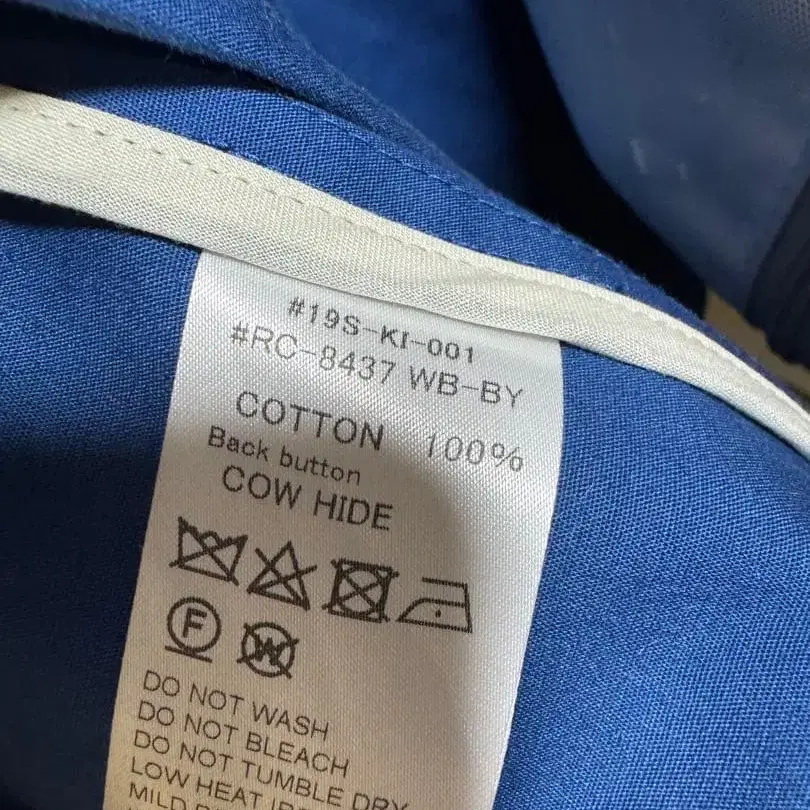 #19S-KI-001
#RC-8437 WB-BY
COTTON 100%
Back button
COW HIDE
F
W
DO NOT WASH
DO NOT BLEACH
DO NOT TUMBLE DRY
LOW HEAT
MILD